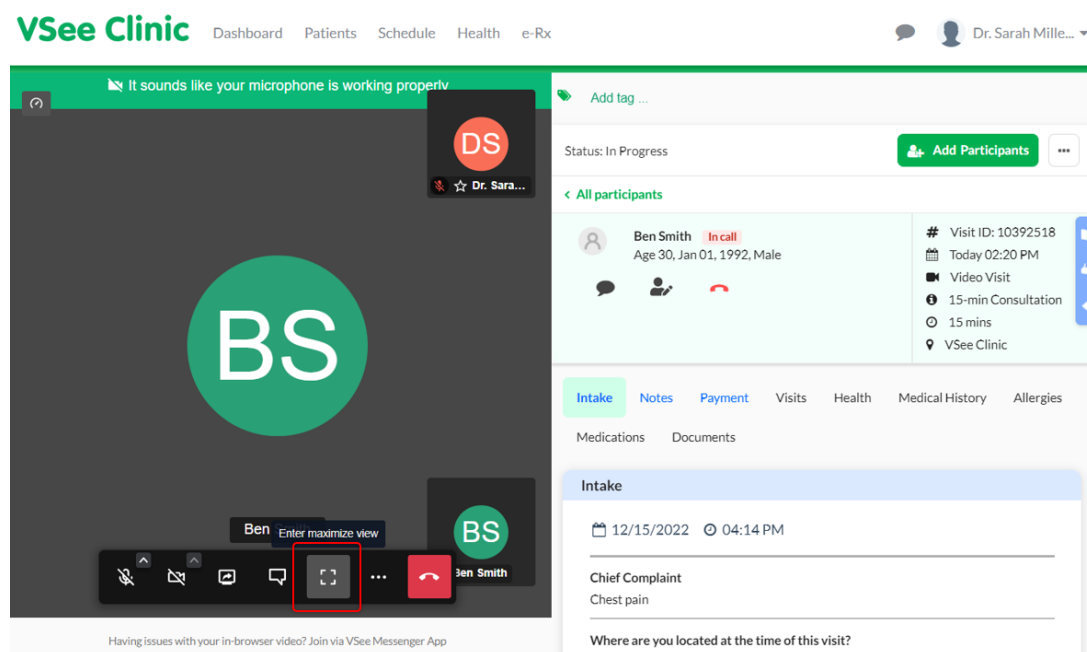 VSee Clinic Dashboard Patients Schedule Health e-Rx Dr. Sarah Mille...
It sounds like your microphone is working properly
DS
Dr. Sara...
BS
Ben
Enter maximize view
BS
Ben Smith
Having issues with your in-browser video? Join via VSee Messenger App
Add tag ...
Status: In Progress
Add Participants
All participants
Ben Smith In call
Age 30, Jan 01, 1992, Male
# Visit ID: 10392518
Today 02:20 PM
Video Visit
15-min Consultation
15 mins
VSee Clinic
Intake Notes Payment Visits Health Medical History Allergies
Medications Documents
Intake
12/15/2022 04:14 PM
Chief Complaint
Chest pain
Where are you located at the time of this visit?